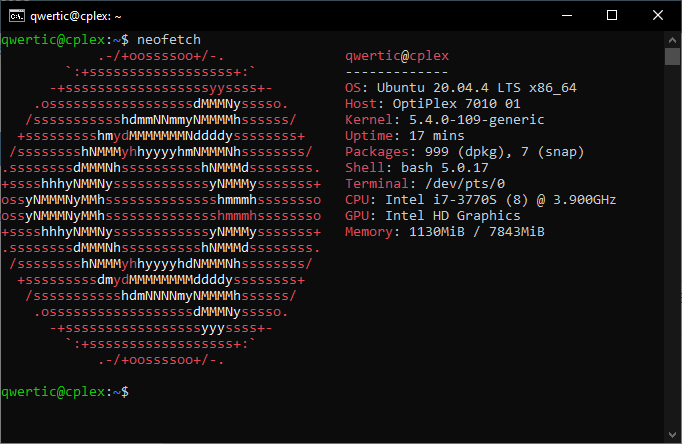 qwertic@cplex: ~
qwertic@cplex:~$ neofetch
            .-/+oossssoo+/-.               qwertic@cplex
        `:+ssssssssssssssssss+:`           -------------
      -+ssssssssssssssssssyyssss+-         OS: Ubuntu 20.04.4 LTS x86_64
    .ossssssssssssssssssdMMMNysssso.       Host: OptiPlex 7010 01
   /ssssssssssshdmmNNmmyNMMMMhssssss/      Kernel: 5.4.0-109-generic
  +ssssssssshmydMMMMMMMNddddyssssssss+     Uptime: 17 mins
 /sssssssshNMMMyhhyyyyhmNMMMNhssssssss/    Packages: 999 (dpkg), 7 (snap)
.ssssssssdMMMNhsssssssssshNMMMdssssssss.   Shell: bash 5.0.17
+sssshhhyNMMNyssssssssssssyNMMMysssssss+   Terminal: /dev/pts/0
ossyNMMMNyMMhsssssssssssssshmmmhssssssso   CPU: Intel i7-3770S (8) @ 3.900GHz
ossyNMMMNyMMhsssssssssssssshmmmhssssssso   GPU: Intel HD Graphics
+sssshhhyNMMNyssssssssssssyNMMMysssssss+   Memory: 1130MiB / 7843MiB
.ssssssssdMMMNhsssssssssshNMMMdssssssss.
 /sssssssshNMMMyhhyyyyhdNMMMNhssssssss/
  +sssssssssdmydMMMMMMMMddddyssssssss+
   /ssssssssssshdmNNNNmyNMMMMhssssss/
    .ossssssssssssssssssdMMMNysssso.
      -+sssssssssssssssssyyyssss+-
        `:+ssssssssssssssssss+:`
            .-/+oossssoo+/-.
qwertic@cplex:~$